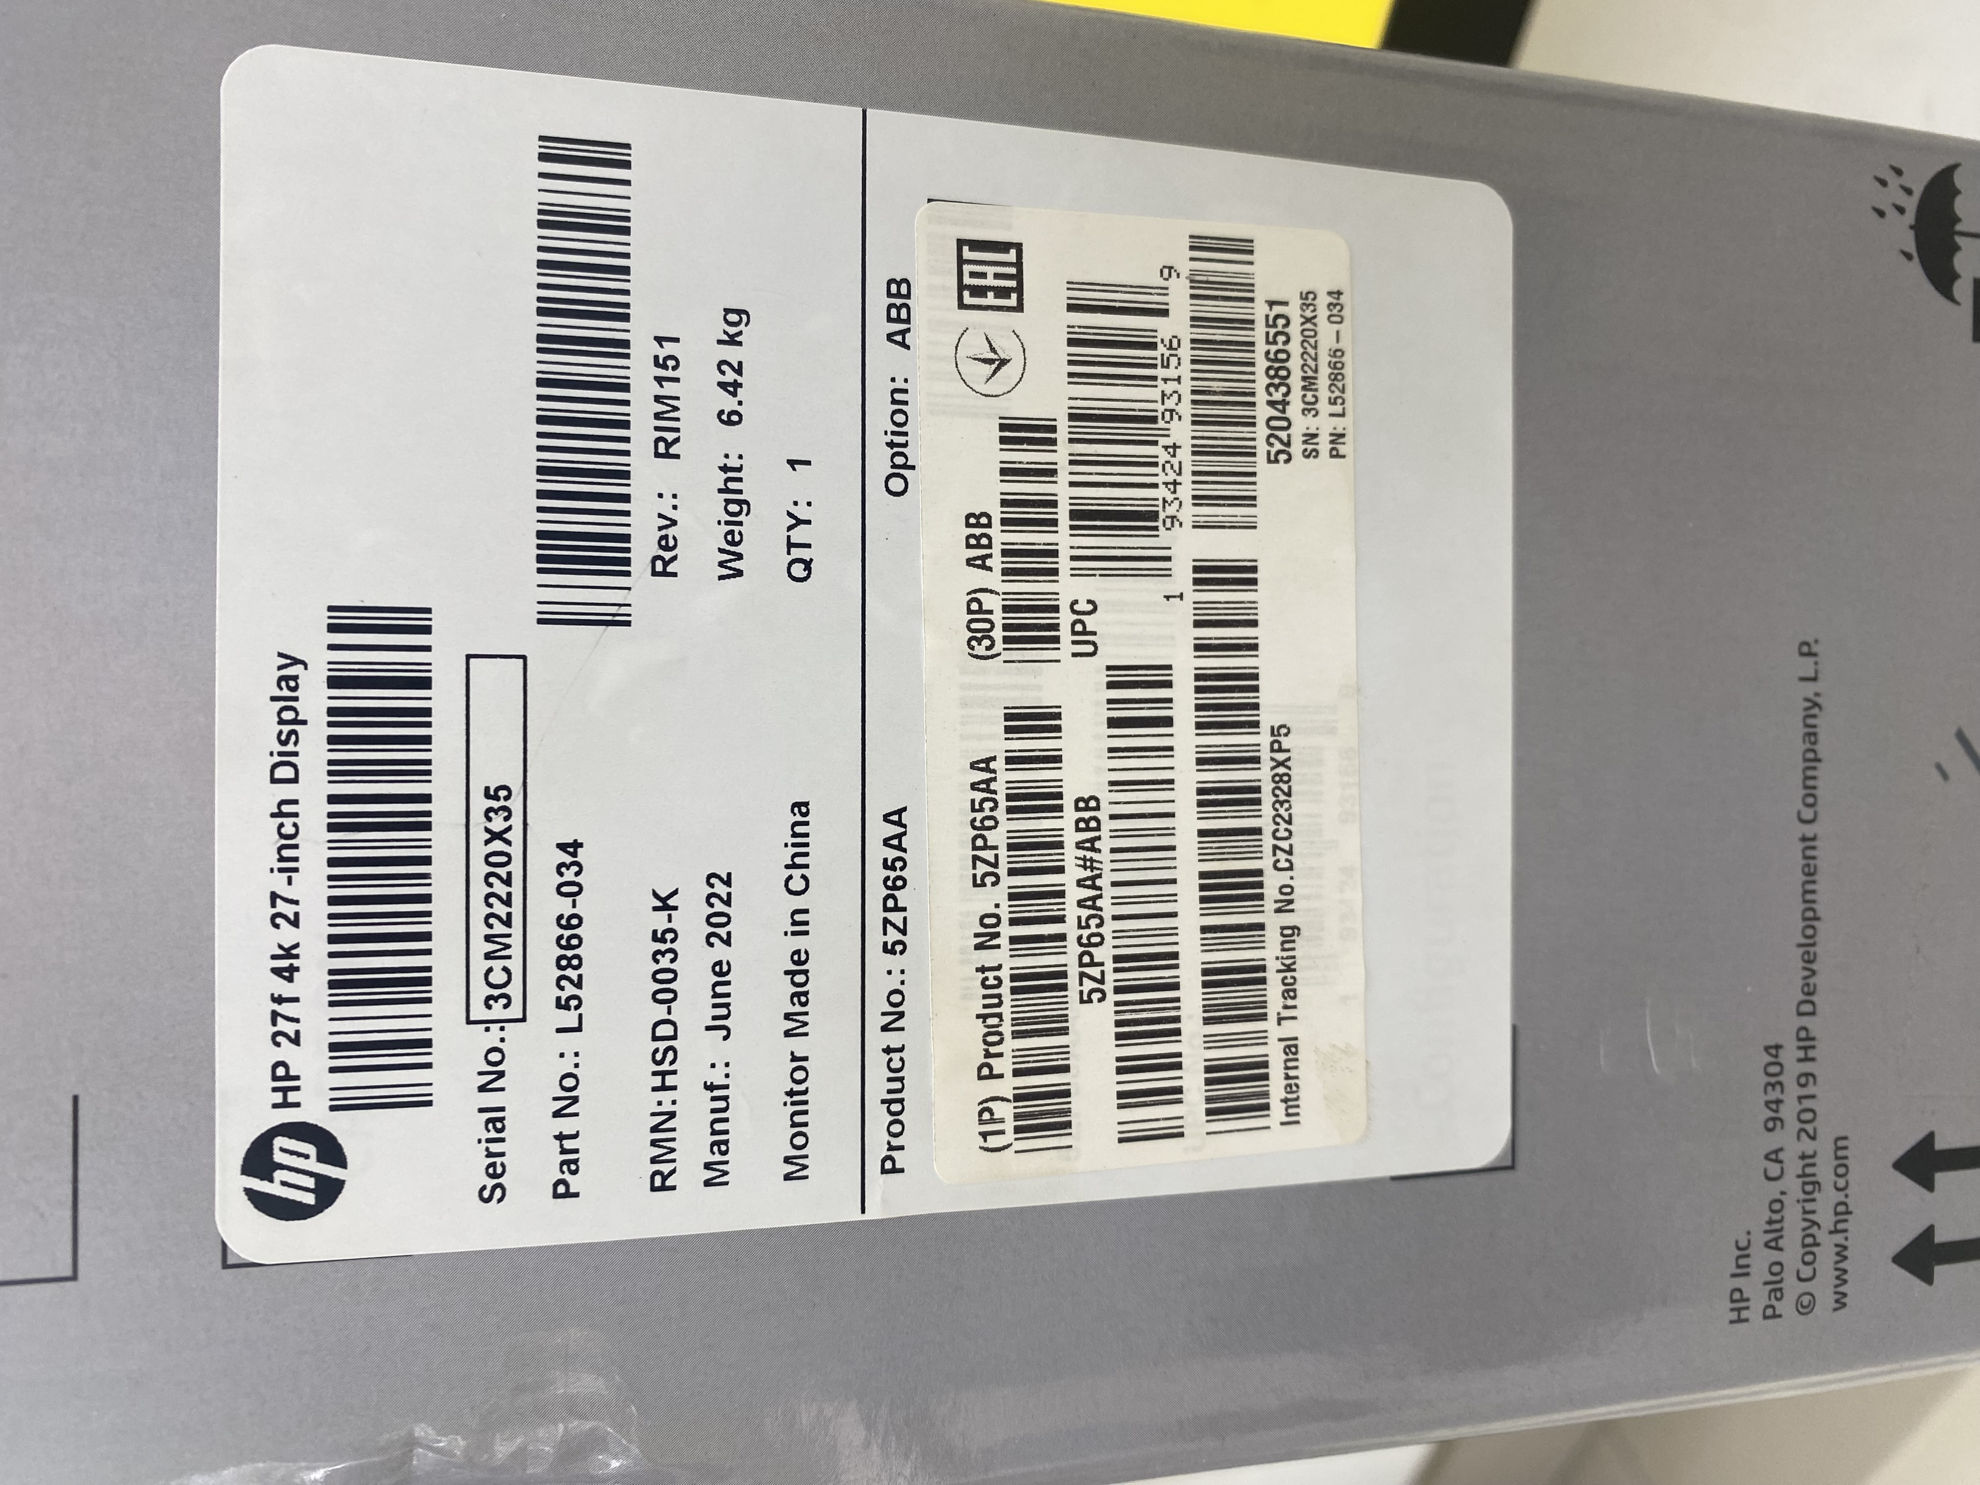 hp HP 27f 4k 27-inch Display
Serial No.: 3CM2220X35
Part No.: L52866-034
RMN:HSD-0035-K Rev.: RIM151
Manuf.: June 2022 Weight: 6.42 kg
Monitor Made in China QTY: 1
Product No.: 5ZP65AA Option: ABB
(1P) Product No. 5ZP65AA (30P) ABB
EAC
5ZP65AA#ABB UPC
1 93424 93156 9
Internal Tracking No.CZC2328XP5
5204386551
SN: 3CM2220X35
PN: L52866-034
HP Inc.
Palo Alto, CA 94304
© Copyright 2019 HP Development Company, L.P.
www.hp.com